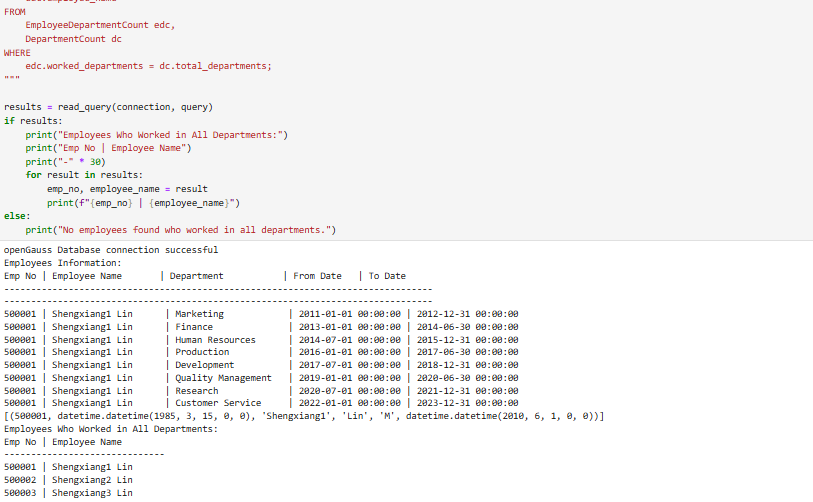 FROM
    EmployeeDepartmentCount edc,
    DepartmentCount dc
WHERE
    edc.worked_departments = dc.total_departments;
"""

results = read_query(connection, query)
if results:
    print("Employees Who Worked in All Departments:")
    print("Emp No | Employee Name")
    print("-" * 30)
    for result in results:
        emp_no, employee_name = result
        print(f"{emp_no} | {employee_name}")
else:
    print("No employees found who worked in all departments.")
openGauss Database connection successful
Employees Information:
Emp No | Employee Name       | Department           | From Date   | To Date
--------------------------------------------------------------------------------
--------------------------------------------------------------------------------
500001 | Shengxiang1 Lin      | Marketing            | 2011-01-01 00:00:00 | 2012-12-31 00:00:00
500001 | Shengxiang1 Lin      | Finance              | 2013-01-01 00:00:00 | 2014-06-30 00:00:00
500001 | Shengxiang1 Lin      | Human Resources      | 2014-07-01 00:00:00 | 2015-12-31 00:00:00
500001 | Shengxiang1 Lin      | Production           | 2016-01-01 00:00:00 | 2017-06-30 00:00:00
500001 | Shengxiang1 Lin      | Development          | 2017-07-01 00:00:00 | 2018-12-31 00:00:00
500001 | Shengxiang1 Lin      | Quality Management   | 2019-01-01 00:00:00 | 2020-06-30 00:00:00
500001 | Shengxiang1 Lin      | Research             | 2020-07-01 00:00:00 | 2021-12-31 00:00:00
500001 | Shengxiang1 Lin      | Customer Service     | 2022-01-01 00:00:00 | 2023-12-31 00:00:00
[(500001, datetime.datetime(1985, 3, 15, 0, 0), 'Shengxiang1', 'Lin', 'M', datetime.datetime(2010, 6, 1, 0, 0))]
Employees Who Worked in All Departments:
Emp No | Employee Name
------------------------------
500001 | Shengxiang1 Lin
500002 | Shengxiang2 Lin
500003 | Shengxiang3 Lin